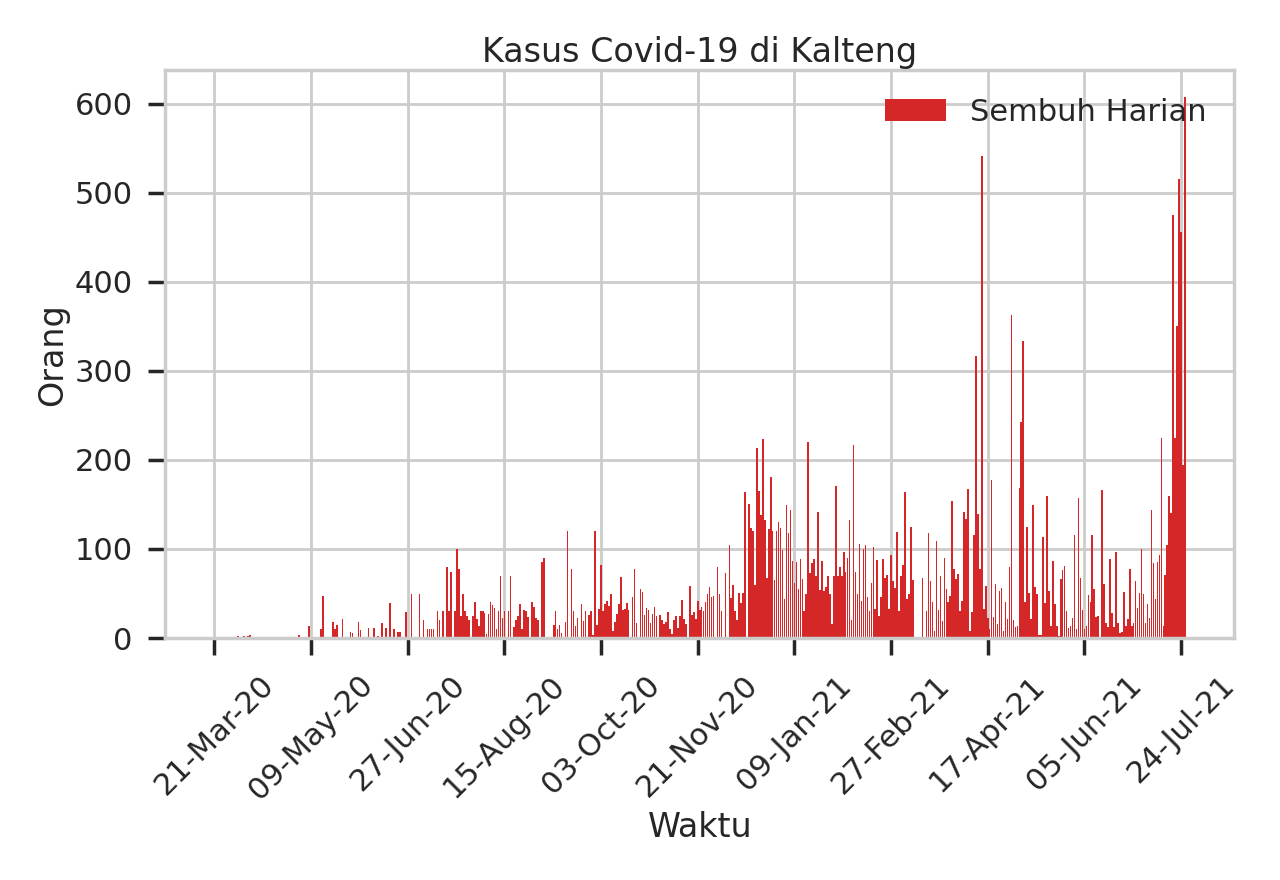 Kasus Covid-19 di Kalteng
Sembuh Harian
Orang
600
500
400
300
200
100
0
21-Mar-20
09-May-20
27-Jun-20
15-Aug-20
03-Oct-20
21-Nov-20
09-Jan-21
27-Feb-21
17-Apr-21
05-Jun-21
24-Jul-21
Waktu